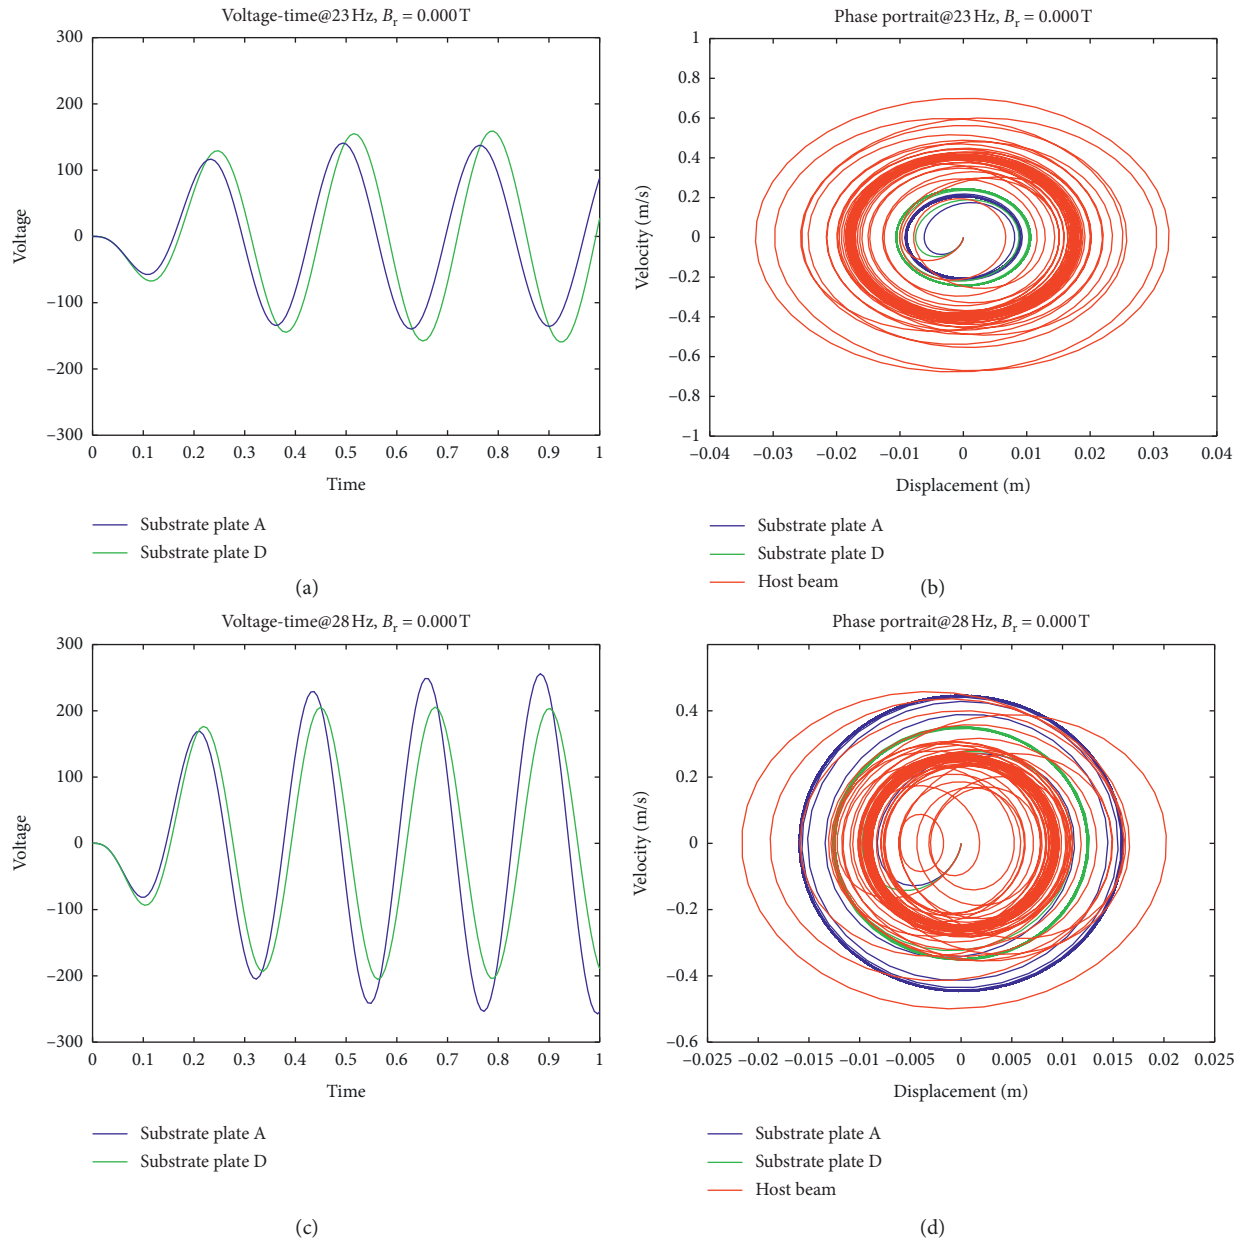 Voltage-time@23 Hz, Br = 0.000 T
300
200
100
0
–100
–200
–300
Voltage
0 0.1 0.2 0.3 0.4 0.5 0.6 0.7 0.8 0.9 1
Time
Substrate plate A
Substrate plate D
(a)
Phase portrait@23 Hz, Br = 0.000 T
1
0.8
0.6
0.4
0.2
0
–0.2
–0.4
–0.6
–0.8
–1
Velocity (m/s)
–0.04 –0.03 –0.02 –0.01 0 0.01 0.02 0.03 0.04
Displacement (m)
Substrate plate A
Substrate plate D
Host beam
(b)
Voltage-time@28 Hz, Br = 0.000 T
300
200
100
0
–100
–200
–300
Voltage
0 0.1 0.2 0.3 0.4 0.5 0.6 0.7 0.8 0.9 1
Time
Substrate plate A
Substrate plate D
(c)
Phase portrait@28 Hz, Br = 0.000 T
0.4
0.2
0
–0.2
–0.4
–0.6
Velocity (m/s)
–0.025 –0.02 –0.015 –0.01 –0.005 0 0.005 0.01 0.015 0.02 0.025
Displacement (m)
Substrate plate A
Substrate plate D
Host beam
(d)